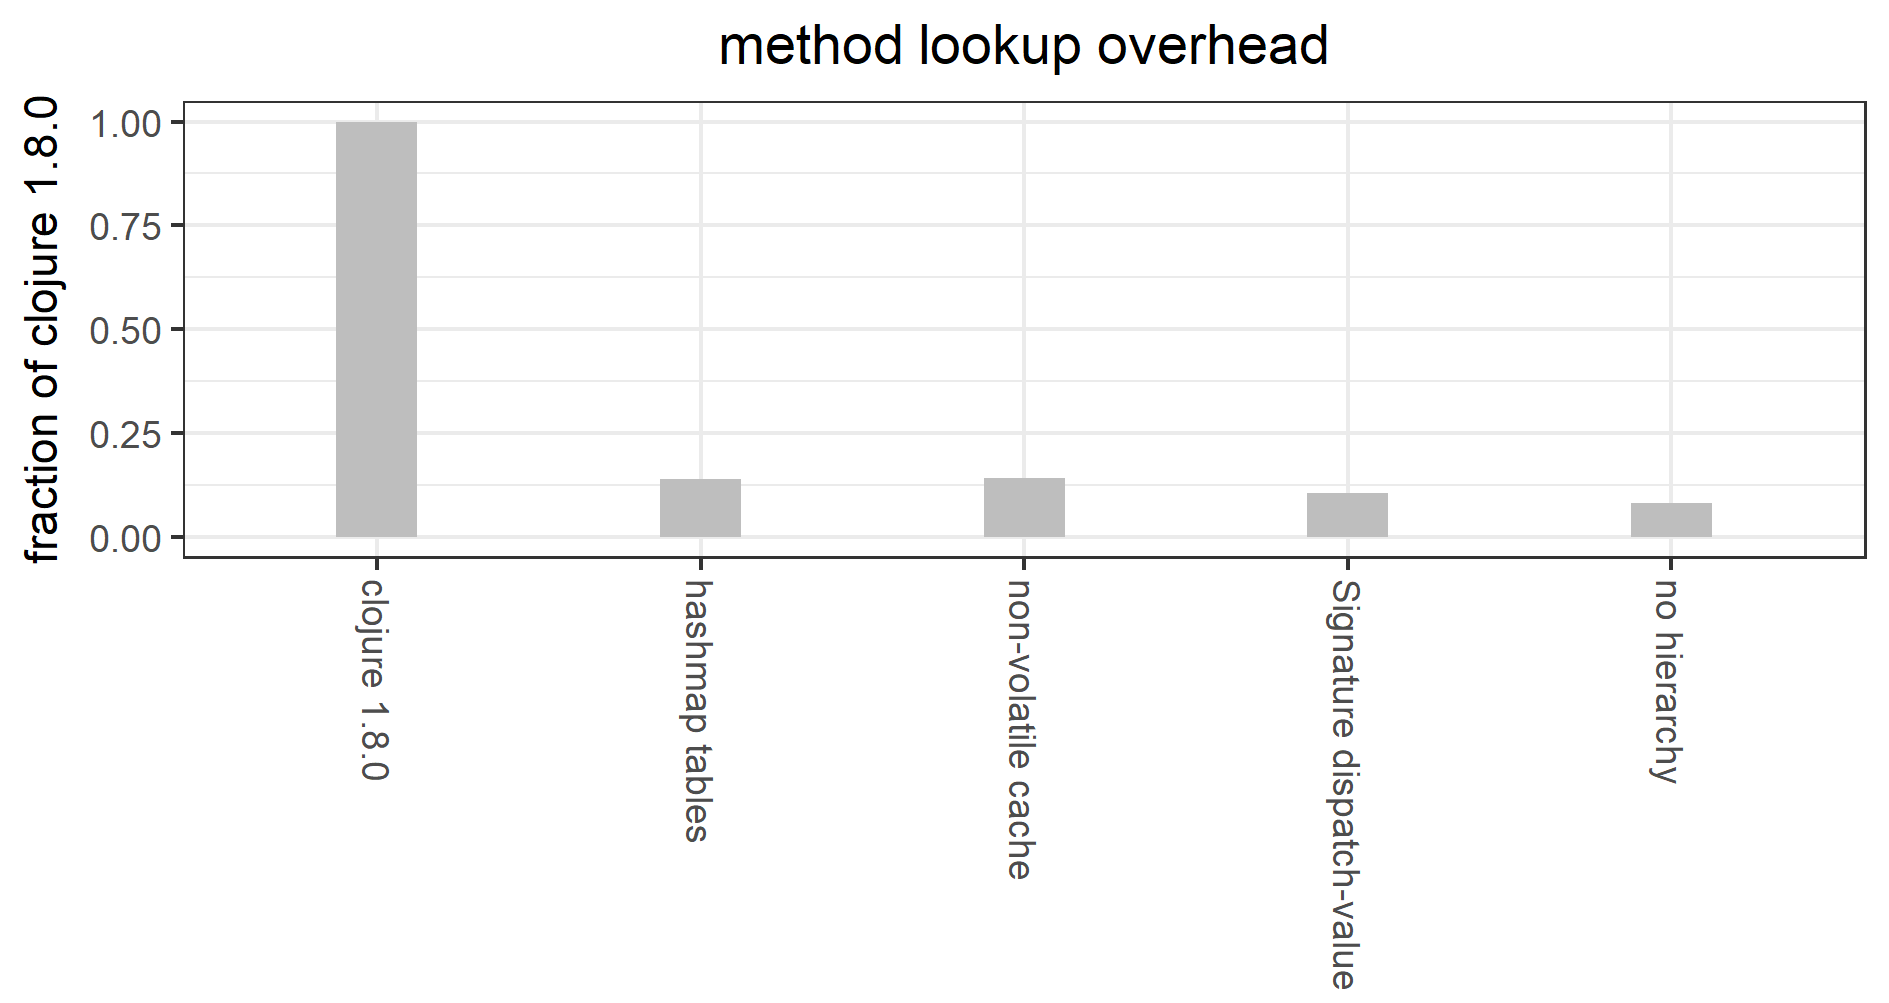 method lookup overhead
fraction of clojure 1.8.0
1.00
0.75
0.50
0.25
0.00
clojure 1.8.0
hashmap tables
non-volatile cache
Signature dispatch-value
no hierarchy